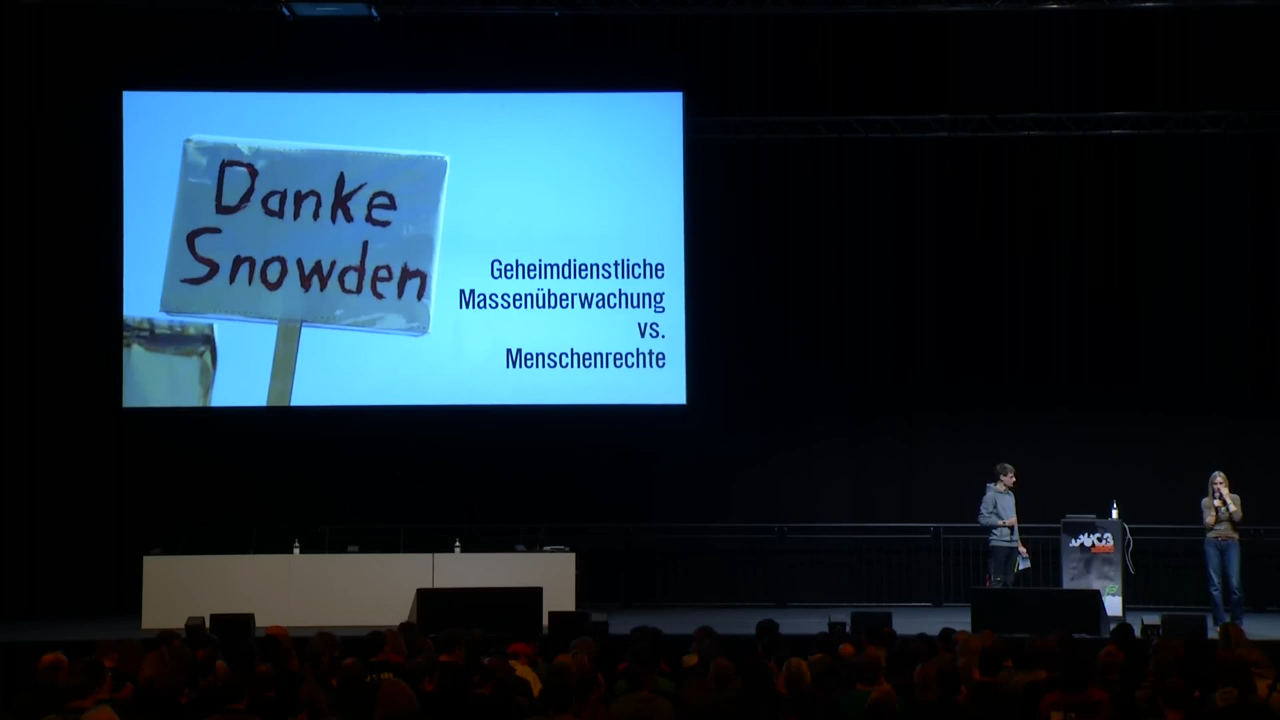 Danke
Snowden
Geheimdienstliche
Massenüberwachung
vs.
Menschenrechte